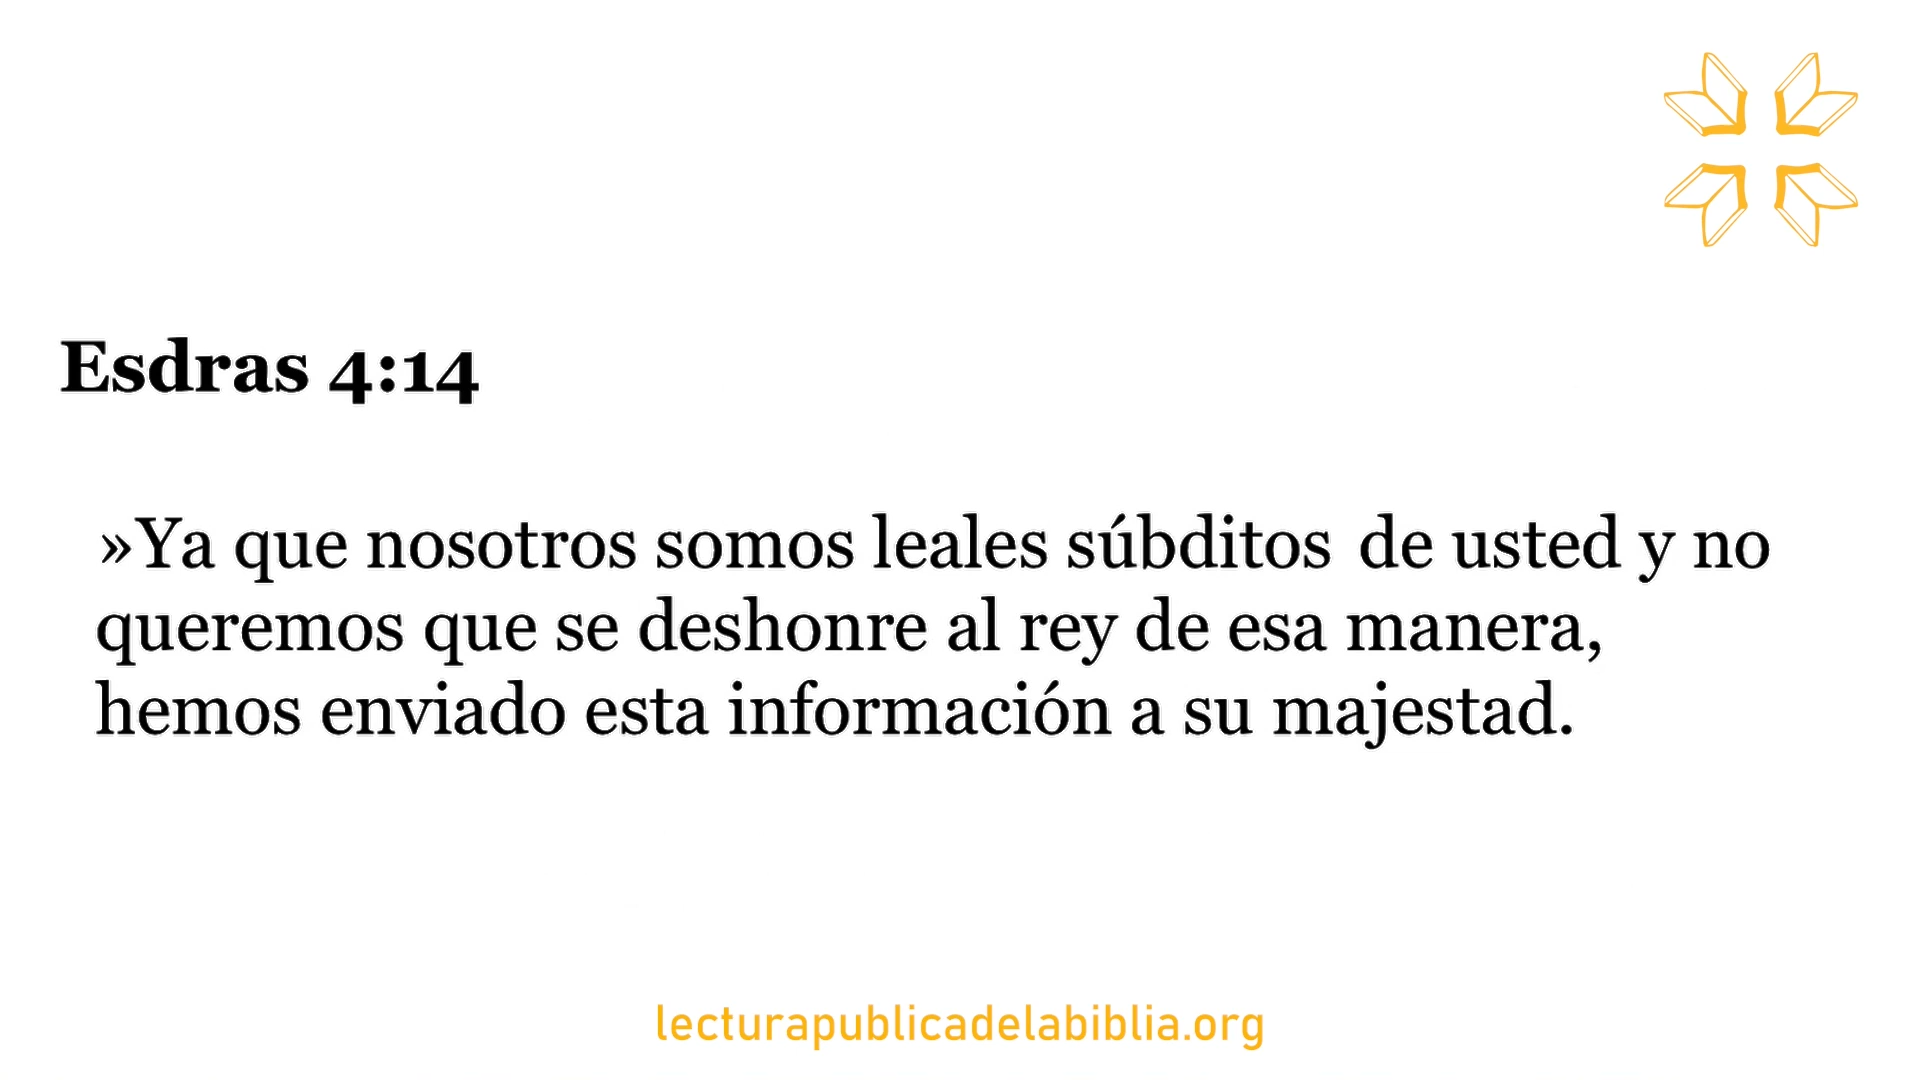 Esdras 4:14
»Ya que nosotros somos leales súbditos de usted y no
queremos que se deshonre al rey de esa manera,
hemos enviado esta información a su majestad.
lecturapublicadelabiblia.org